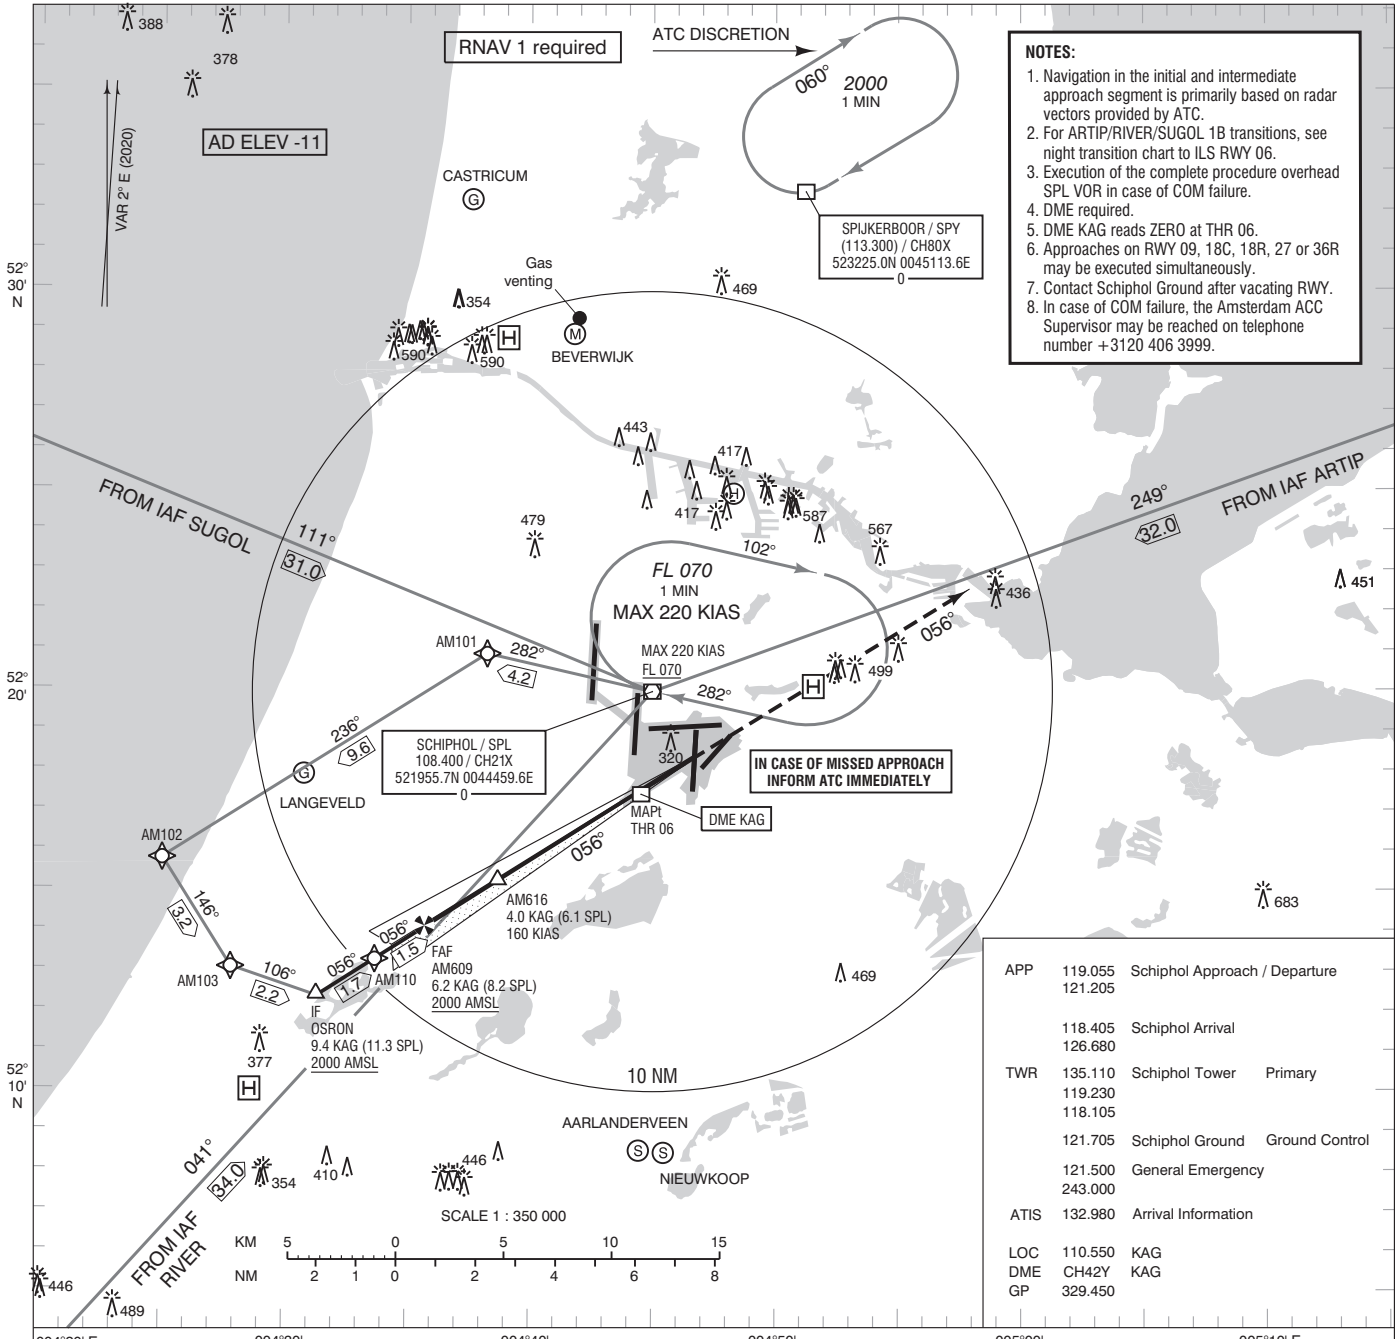 388
378
RNAV 1 required
ATC DISCRETION
060°
2000
1 MIN
NOTES:
1. Navigation in the initial and intermediate
approach segment is primarily based on radar
vectors provided by ATC.
2. For ARTIP/RIVER/SUGOL 1B transitions, see
night transition chart to ILS RWY 06.
3. Execution of the complete procedure overhead
SPL VOR in case of COM failure.
4. DME required.
5. DME KAG reads ZERO at THR 06.
6. Approaches on RWY 09, 18C, 18R, 27 or 36R
may be executed simultaneously.
7. Contact Schiphol Ground after vacating RWY.
8. In case of COM failure, the Amsterdam ACC
Supervisor may be reached on telephone
number +3120 406 3999.
AD ELEV -11
VAR 2° E (2020)
CASTRICUM
G
SPIJKERBOOR / SPY
(113.300) / CH80X
523225.0N 0045113.6E
0
52°
30'
N
Gas
venting
354
469
H
M
BEVERWIJK
590
590
443
417
H
417
587
567
479
FROM IAF SUGOL
111°
31.0
249°
32.0
FROM IAF ARTIP
102°
FL 070
1 MIN
MAX 220 KIAS
451
436
056°
AM101
282°
4.2
MAX 220 KIAS
FL 070
282°
H
499
52°
20'
236°
9.6
SCHIPHOL / SPL
108.400 / CH21X
521955.7N 0044459.6E
0
320
IN CASE OF MISSED APPROACH
INFORM ATC IMMEDIATELY
G
LANGEVELD
MAPt
THR 06
DME KAG
056°
AM102
146°
3.2
AM616
4.0 KAG (6.1 SPL)
160 KIAS
683
056°
1.5
FAF
AM609
6.2 KAG (8.2 SPL)
2000 AMSL
AM103
106°
2.2
056°
1.7
AM110
469
IF
OSRON
9.4 KAG (11.3 SPL)
2000 AMSL
377
H
52°
10'
N
10 NM
APP 119.055 Schiphol Approach / Departure
121.205
118.405 Schiphol Arrival
126.680
TWR 135.110 Schiphol Tower Primary
119.230
118.105
121.705 Schiphol Ground Ground Control
121.500 General Emergency
243.000
ATIS 132.980 Arrival Information
LOC 110.550 KAG
DME CH42Y KAG
GP 329.450
AARLANDERVEEN
S
S
NIEUWKOOP
041°
34.0
354
410
446
FROM IAF
RIVER
SCALE 1 : 350 000
KM 5 0 5 10 15
NM 2 1 0 2 4 6 8
446
489